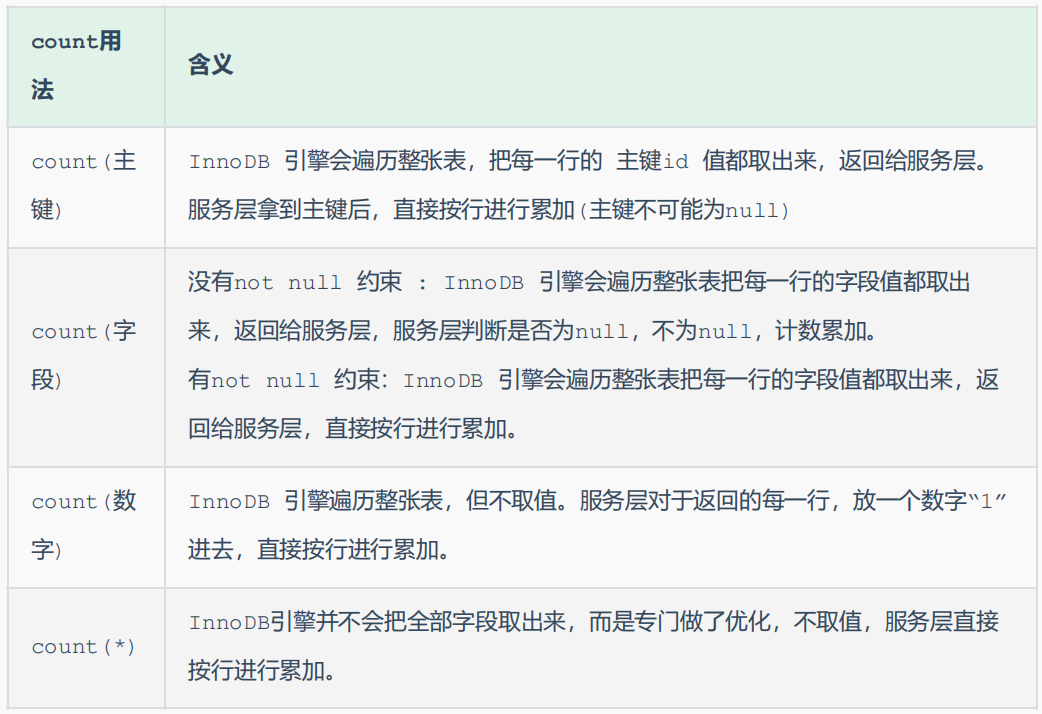 count用
法
含义
count(主
键)
InnoDB 引擎会遍历整张表，把每一行的 主键id 值都取出来，返回给服务层。
服务层拿到主键后，直接按行进行累加(主键不可能为null)
count(字
段)
没有not null 约束 : InnoDB 引擎会遍历整张表把每一行的字段值都取出
来，返回给服务层，服务层判断是否为null，不为null，计数累加。
有not null 约束：InnoDB 引擎会遍历整张表把每一行的字段值都取出来，返
回给服务层，直接按行进行累加。
count(数
字)
InnoDB 引擎遍历整张表，但不取值。服务层对于返回的每一行，放一个数字“1”
进去，直接按行进行累加。
count(*)
InnoDB引擎并不会把全部字段取出来，而是专门做了优化，不取值，服务层直接
按行进行累加。